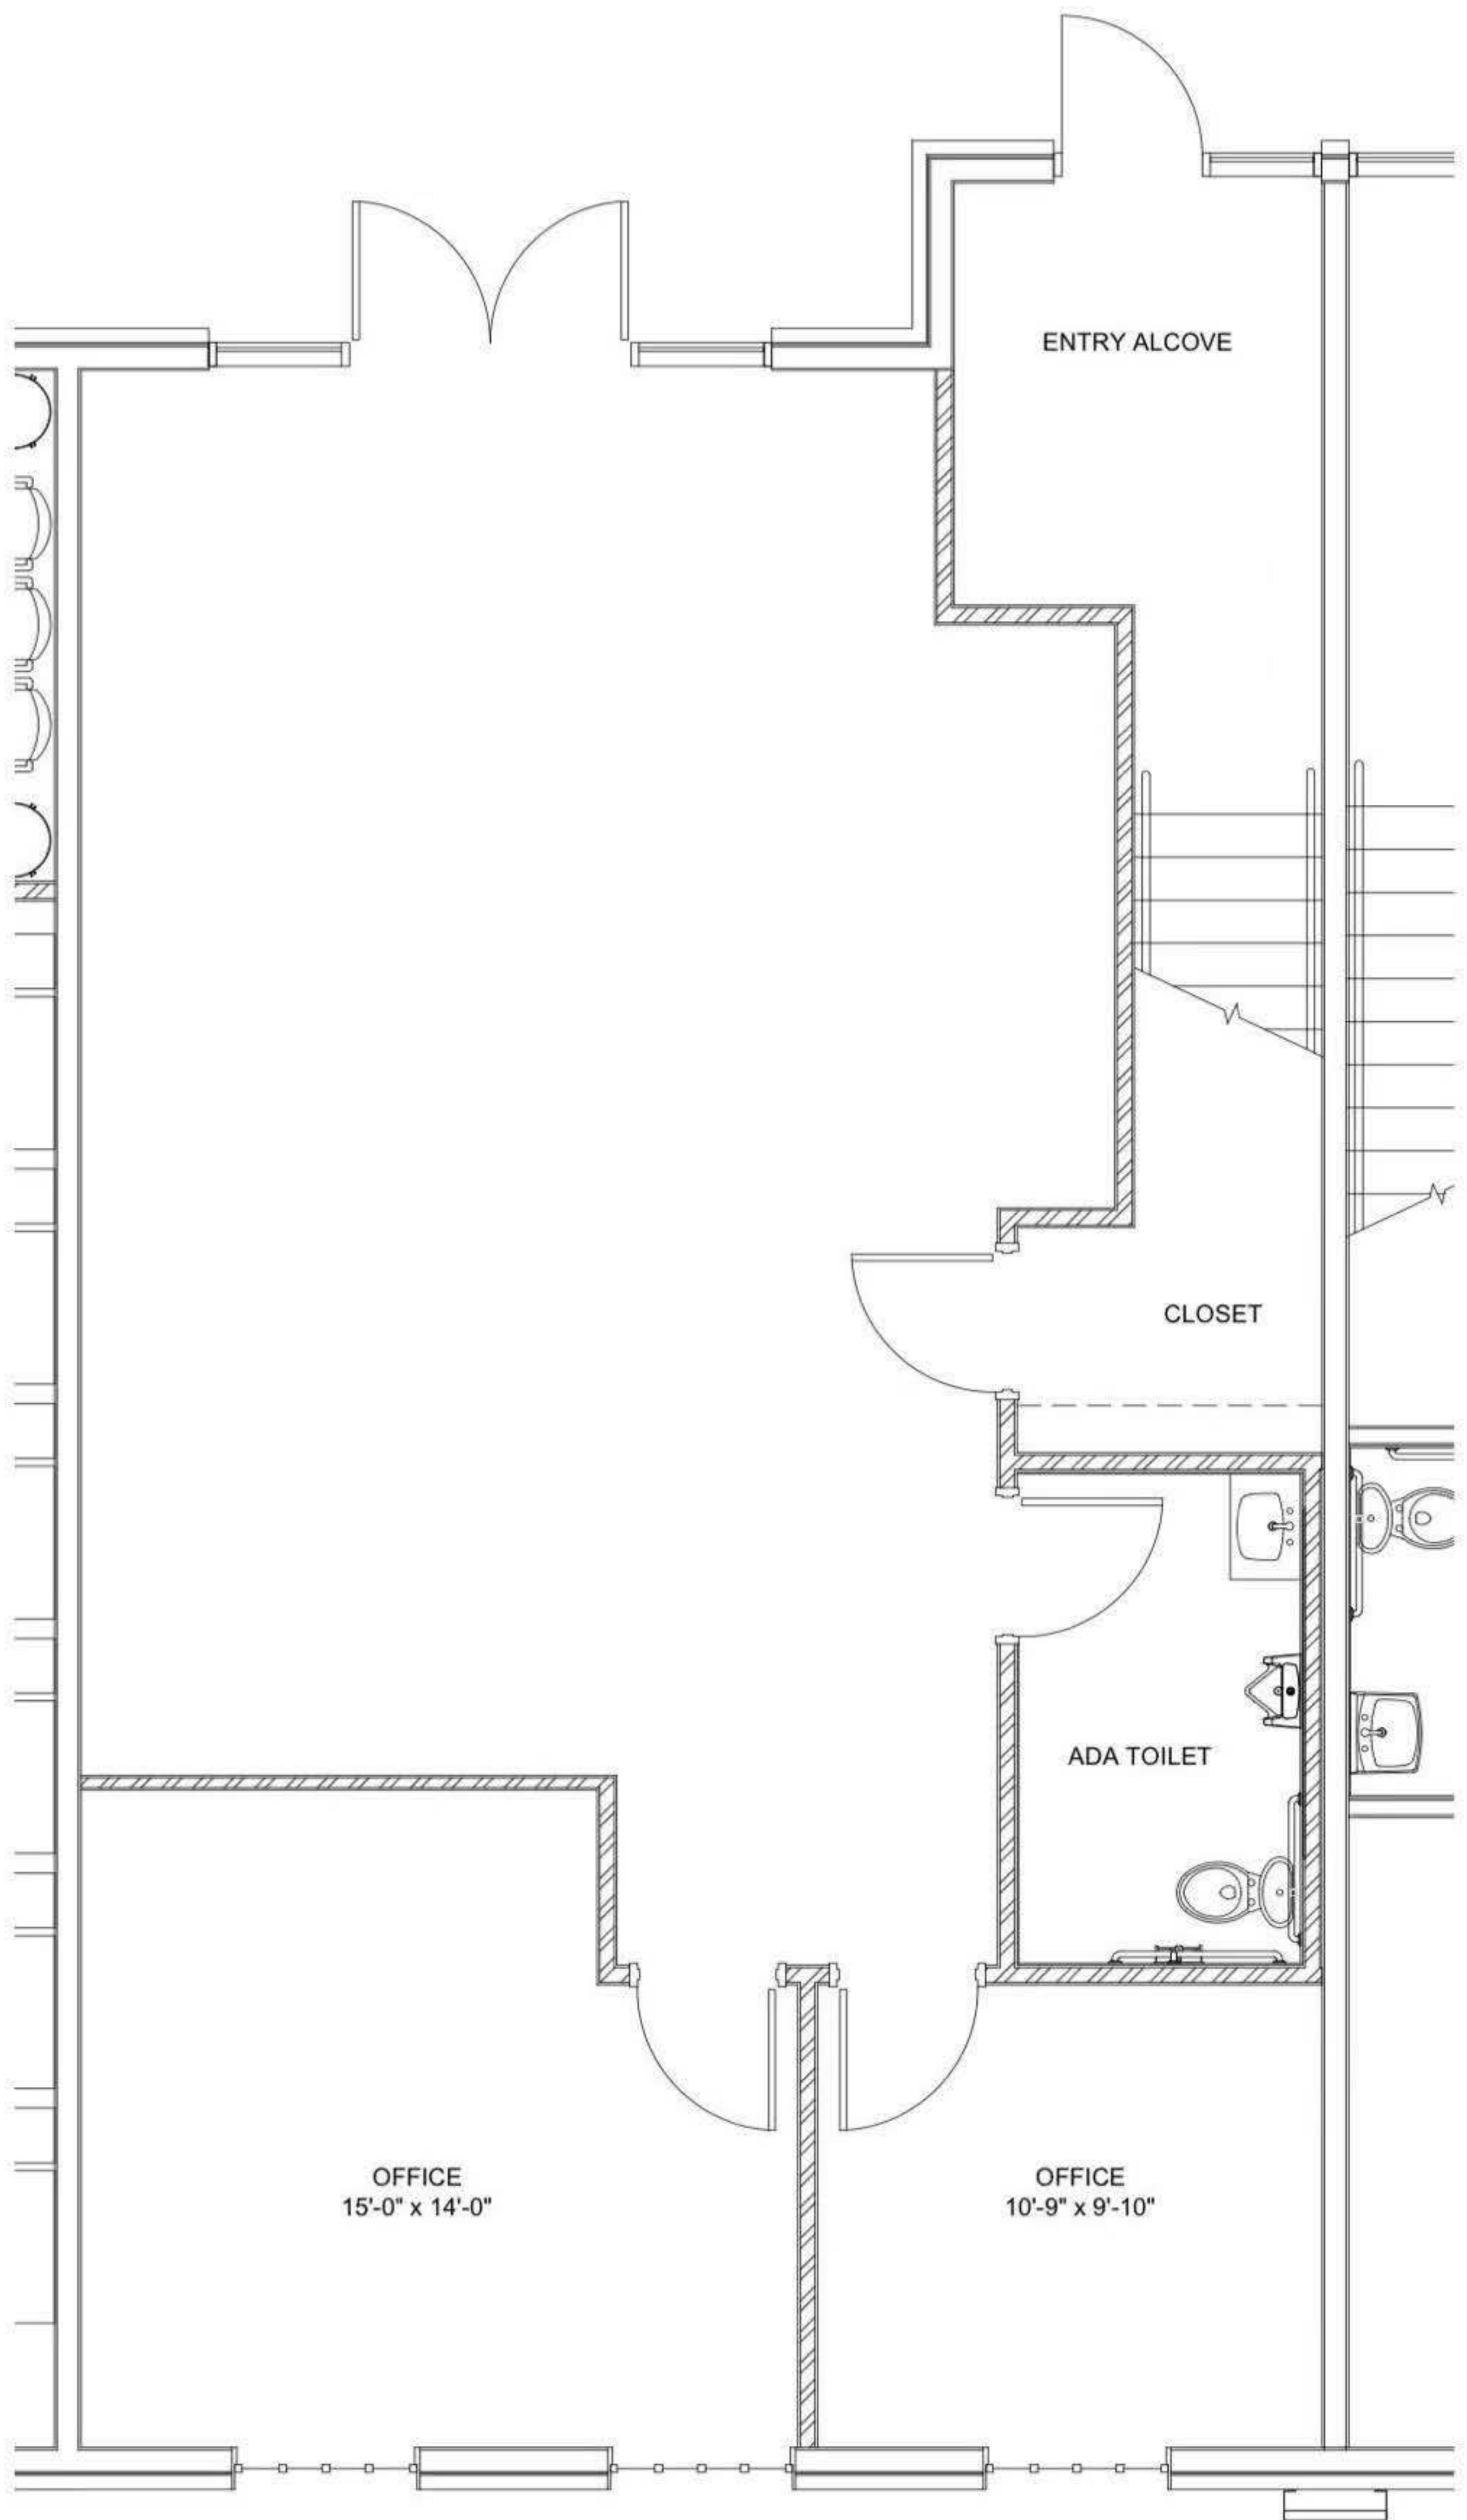 ENTRY ALCOVE
CLOSET
ADA TOILET
OFFICE
15'-0" x 14'-0"
OFFICE
10'-9" x 9'-10"